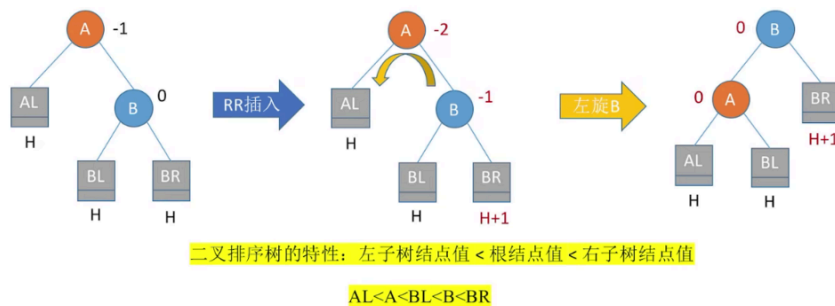 A -1
AL
H
B 0
BL
H
BR
H
RR插入
A -2
AL
H
B -1
BL
H
BR
H+1
左旋B
0 B
0 A
BR
H+1
AL
H
BL
H
二叉排序树的特性：左子树结点值 < 根结点值 < 右子树结点值
AL<A<BL<B<BR